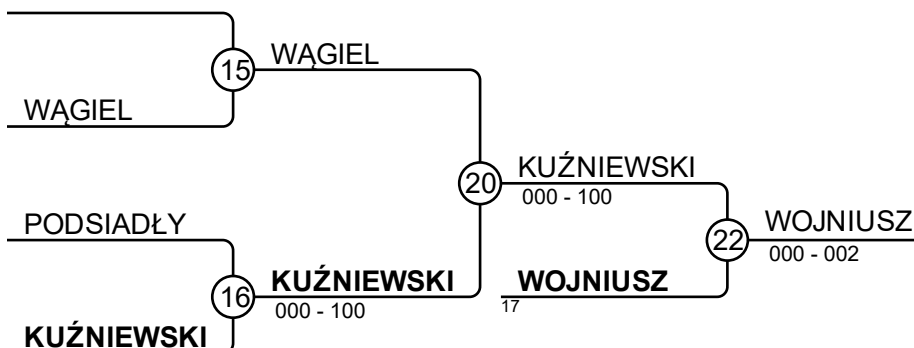 15
WĄGIEL
WĄGIEL
20
KUŹNIEWSKI
000 - 100
PODSIADŁY
22
WOJNIUSZ
000 - 002
16
KUŹNIEWSKI
000 - 100
WOJNIUSZ
17
KUŹNIEWSKI